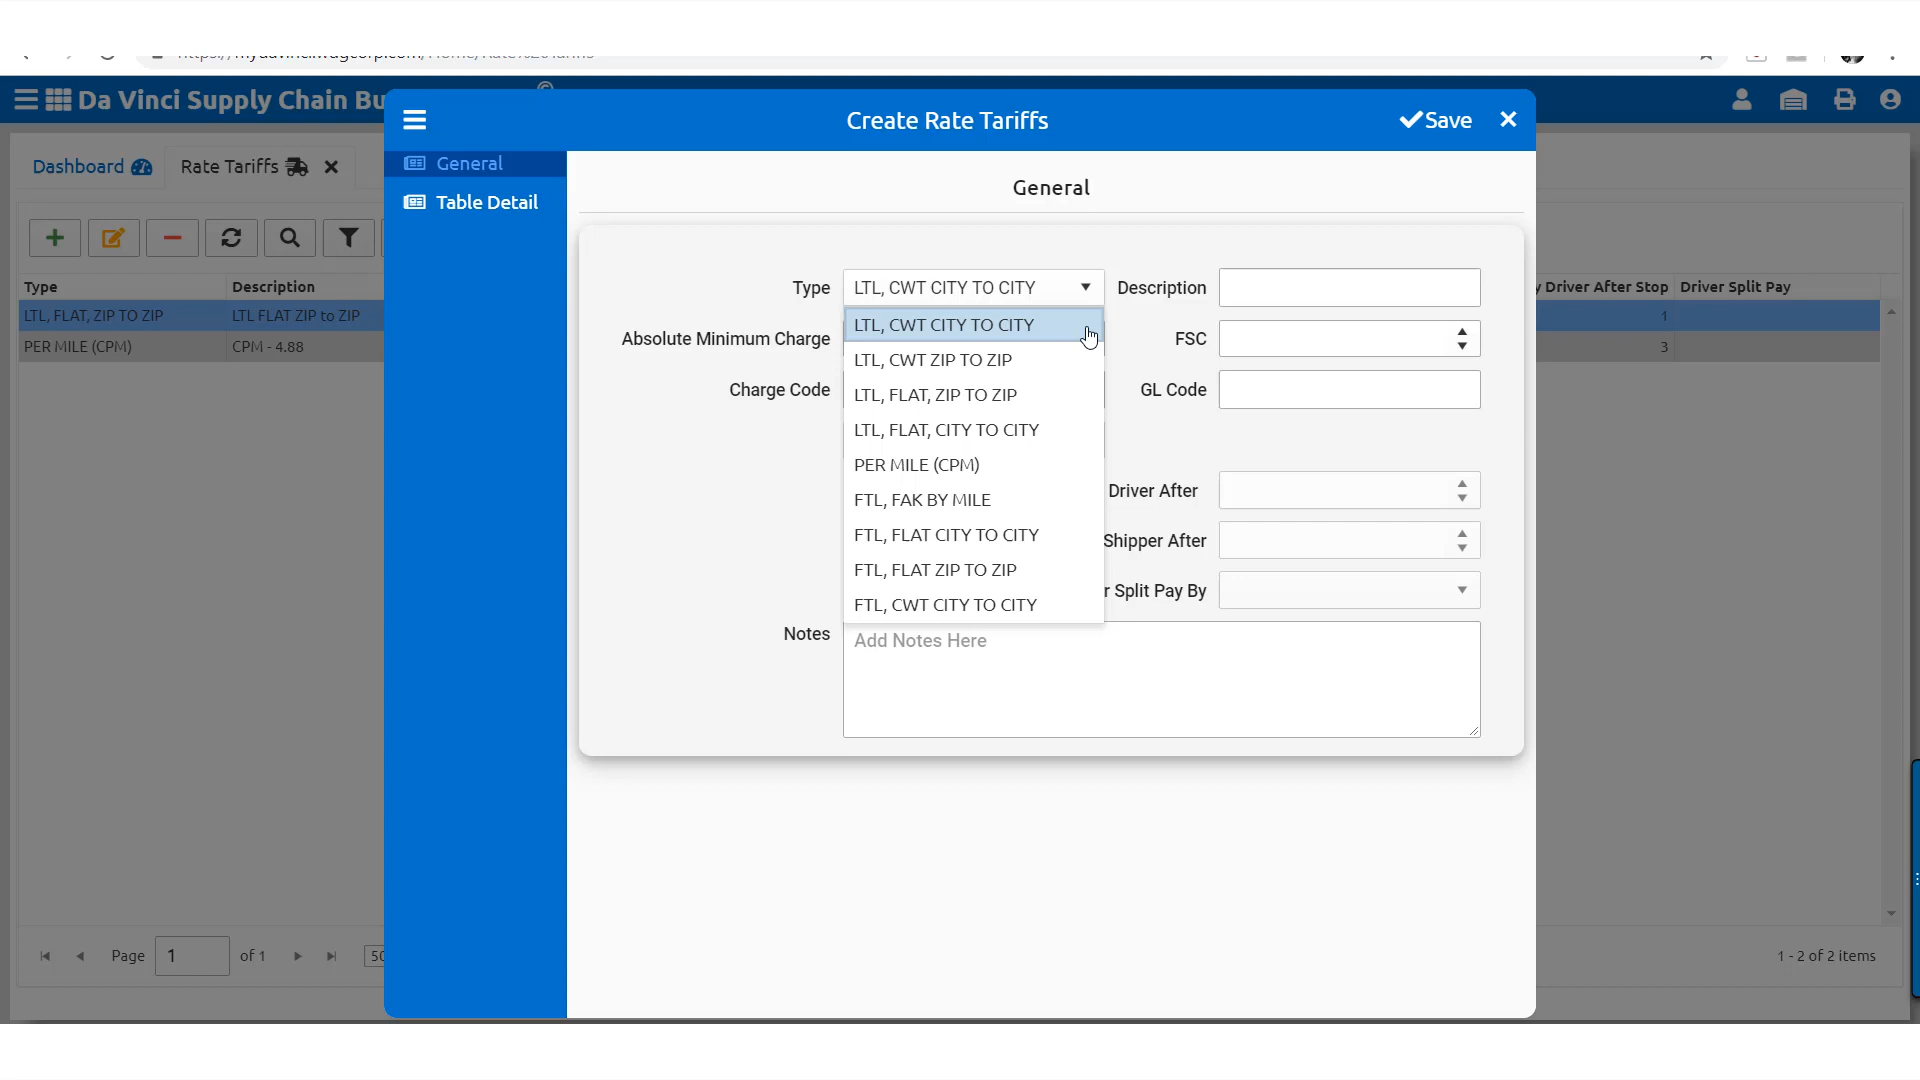 Da Vinci Supply Chain Bu
Create Rate Tariffs
Save
Dashboard
Rate Tariffs
General
Table Detail
General
Type
Description
LTL, FLAT, ZIP TO ZIP
LTL FLAT ZIP to ZIP
PER MILE (CPM)
CPM - 4.88
y Driver After Stop
Driver Split Pay
1
3
Type
LTL, CWT CITY TO CITY
Description
LTL, CWT CITY TO CITY
LTL, CWT ZIP TO ZIP
LTL, FLAT, ZIP TO ZIP
LTL, FLAT, CITY TO CITY
PER MILE (CPM)
FTL, FAK BY MILE
FTL, FLAT CITY TO CITY
FTL, FLAT ZIP TO ZIP
FTL, CWT CITY TO CITY
Absolute Minimum Charge
FSC
Charge Code
GL Code
Driver After
Shipper After
r Split Pay By
Notes
Add Notes Here
Page
1
of 1
50
1 - 2 of 2 items